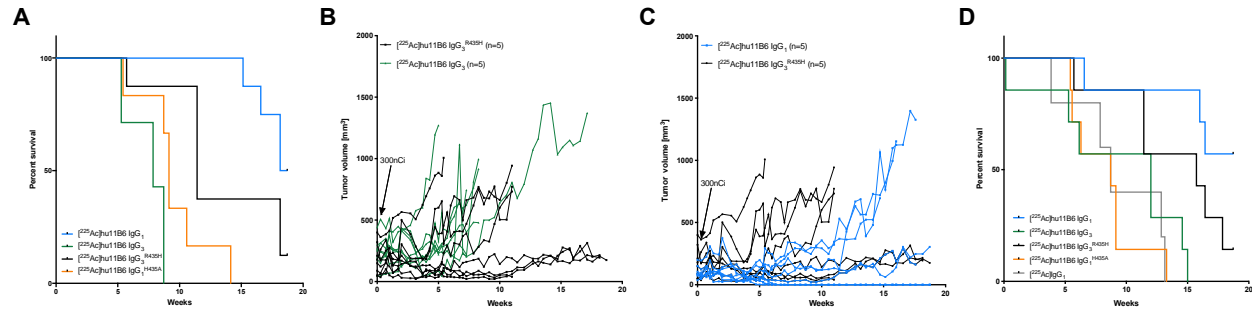 A
Percent survival
100
50
0
0 5 10 15 20
Weeks
[²²⁵Ac]hu11B6 IgG₁
[²²⁵Ac]hu11B6 IgG₃
[²²⁵Ac]hu11B6 IgG₃ᴿ⁴³⁵ᴴ
[²²⁵Ac]hu11B6 IgG₁ᴴ⁴³⁵ᴬ
B
Tumor volume [mm³]
2000
1500
1000
500
0
0 5 10 15 20
Weeks
300nCi
[²²⁵Ac]hu11B6 IgG₃ᴿ⁴³⁵ᴴ (n=5)
[²²⁵Ac]hu11B6 IgG₃ (n=5)
C
Tumor volume [mm³]
2000
1500
1000
500
0
0 5 10 15 20
Weeks
300nCi
[²²⁵Ac]hu11B6 IgG₁ (n=5)
[²²⁵Ac]hu11B6 IgG₃ᴿ⁴³⁵ᴴ (n=5)
D
Percent survival
100
50
0
0 5 10 15 20
Weeks
[²²⁵Ac]hu11B6 IgG₁
[²²⁵Ac]hu11B6 IgG₃
[²²⁵Ac]hu11B6 IgG₃ᴿ⁴³⁵ᴴ
[²²⁵Ac]hu11B6 IgG₁ᴴ⁴³⁵ᴬ
[²²⁵Ac]IgG₁